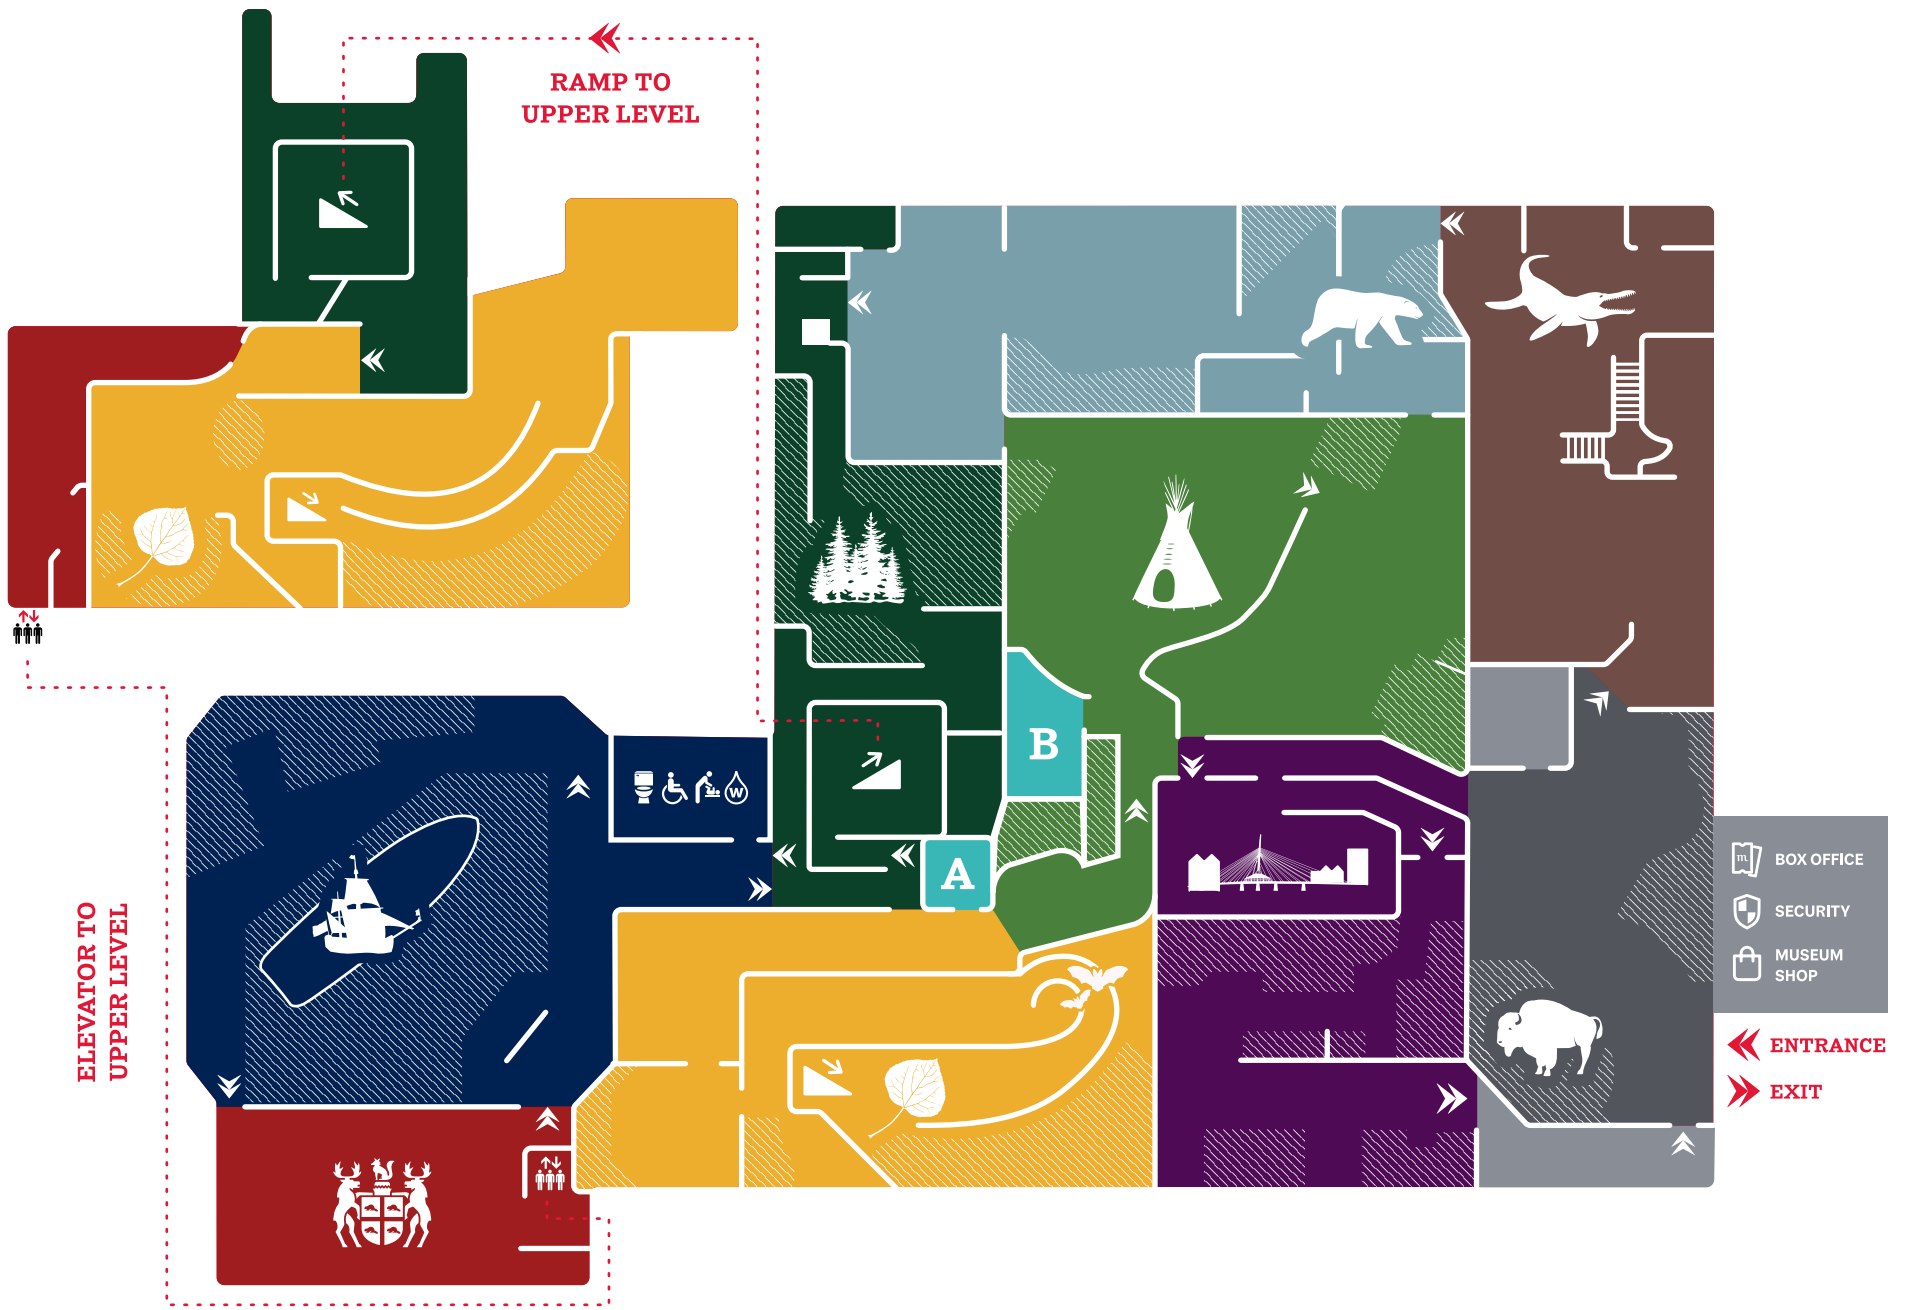 RAMP TO
UPPER LEVEL
B
W
A
m
BOX OFFICE
SECURITY
MUSEUM
SHOP
ELEVATOR TO
UPPER LEVEL
ENTRANCE
EXIT